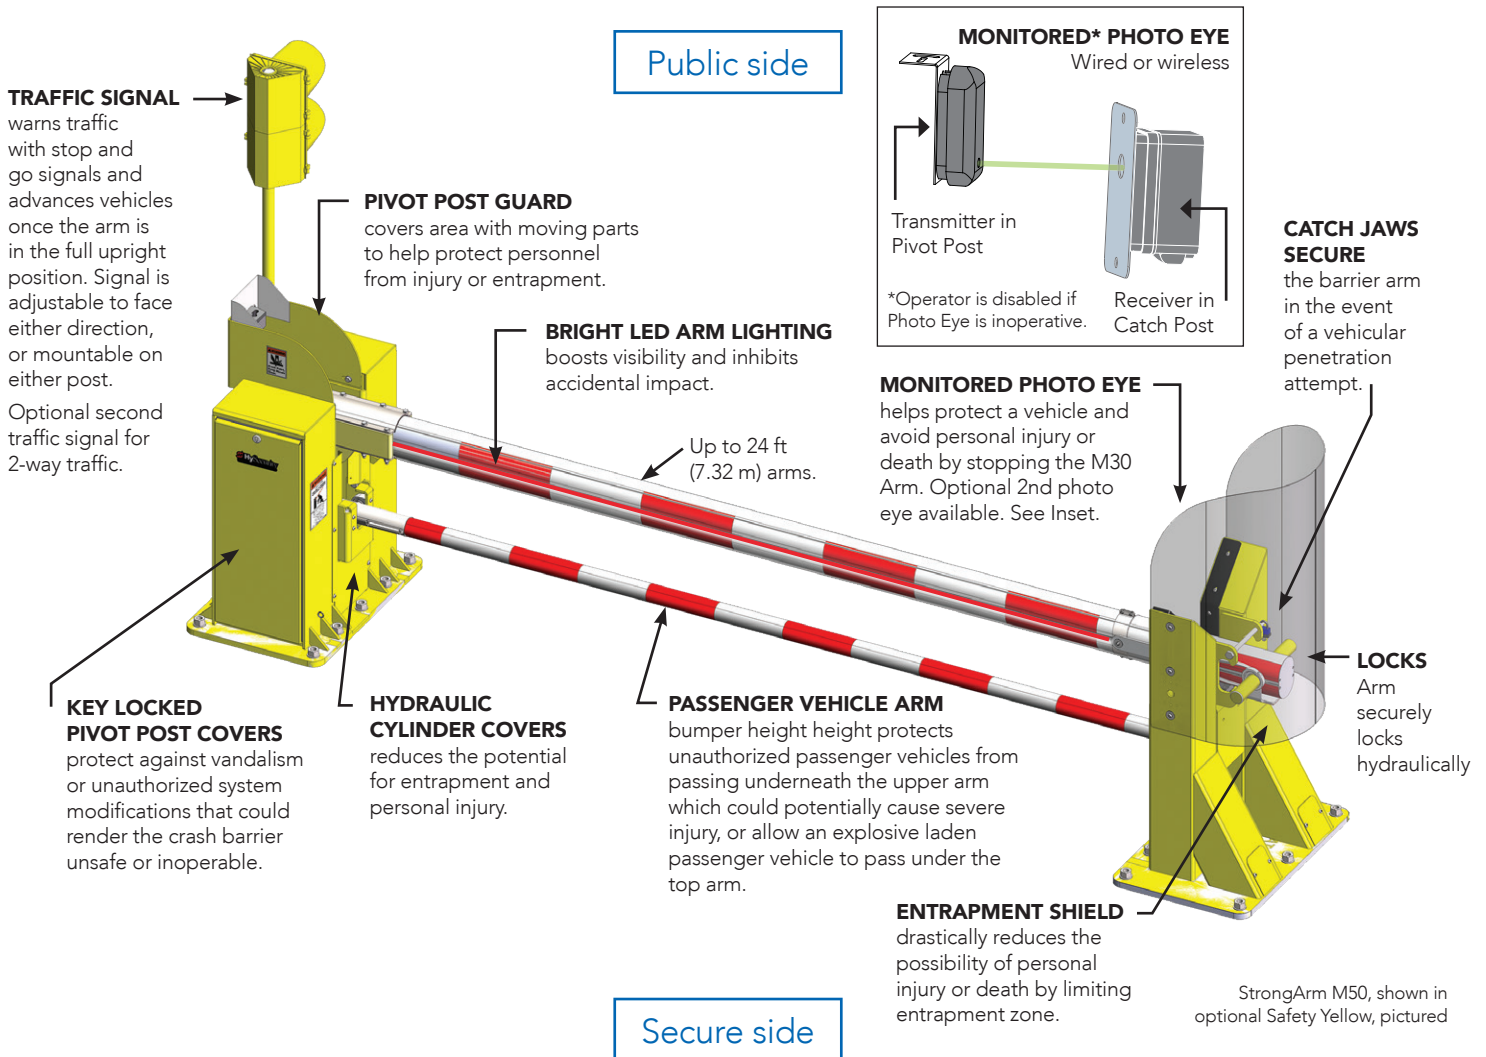 Public side
MONITORED* PHOTO EYE
Wired or wireless
Transmitter in
Pivot Post
*Operator is disabled if
Photo Eye is inoperative.
Receiver in
Catch Post
TRAFFIC SIGNAL
warns traffic
with stop and
go signals and
advances vehicles
once the arm is
in the full upright
position. Signal is
adjustable to face
either direction,
or mountable on
either post.
Optional second
traffic signal for
2-way traffic.
PIVOT POST GUARD
covers area with moving parts
to help protect personnel
from injury or entrapment.
BRIGHT LED ARM LIGHTING
boosts visibility and inhibits
accidental impact.
Up to 24 ft
(7.32 m) arms.
MONITORED PHOTO EYE
helps protect a vehicle and
avoid personal injury or
death by stopping the M30
Arm. Optional 2nd photo
eye available. See Inset.
CATCH JAWS
SECURE
the barrier arm
in the event
of a vehicular
penetration
attempt.
KEY LOCKED
PIVOT POST COVERS
protect against vandalism
or unauthorized system
modifications that could
render the crash barrier
unsafe or inoperable.
HYDRAULIC
CYLINDER COVERS
reduces the potential
for entrapment and
personal injury.
PASSENGER VEHICLE ARM
bumper height height protects
unauthorized passenger vehicles from
passing underneath the upper arm
which could potentially cause severe
injury, or allow an explosive laden
passenger vehicle to pass under the
top arm.
LOCKS
Arm
securely
locks
hydraulically
ENTRAPMENT SHIELD
drastically reduces the
possibility of personal
injury or death by limiting
entrapment zone.
StrongArm M50, shown in
optional Safety Yellow, pictured
Secure side